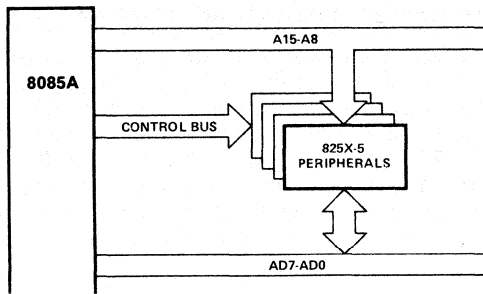 A15-A8
8085A
CONTROL BUS
825X-5
PERIPHERALS
AD7-AD0